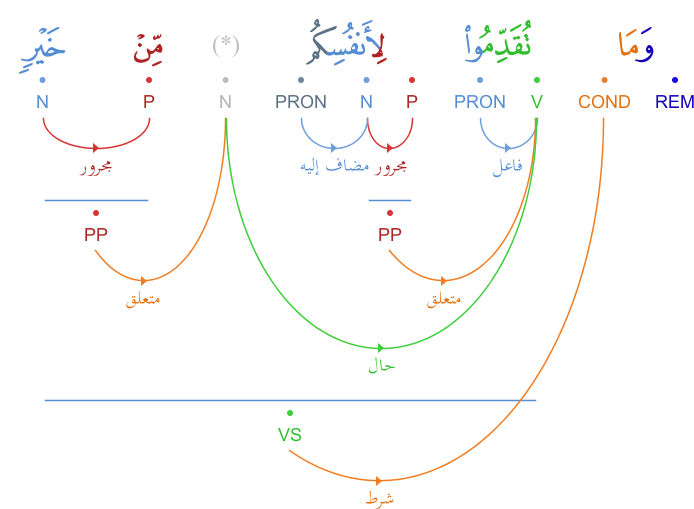 وَمَا تُقَدِّمُوا۟ لِأَنفُسِكُم (*) مِّنْ خَيْرٍ
REM COND V PRON P N PRON N P N
فاعل مجرور مضاف إليه مجرور
PP PP
متعلق متعلق
حال
VS
شرط